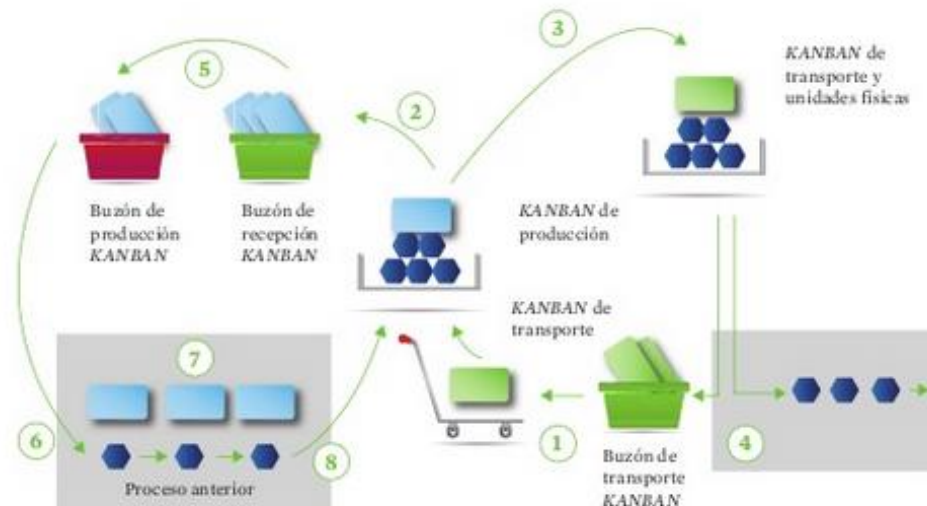 3
KANBAN de
transporte y
unidades físicas
5
2
Buzón de
producción
KANBAN
Buzón de
recepción
KANBAN
KANBAN de
producción
KANBAN de
transporte
7
6
8
1
4
Proceso anterior
Buzón de
transporte
KANBAN